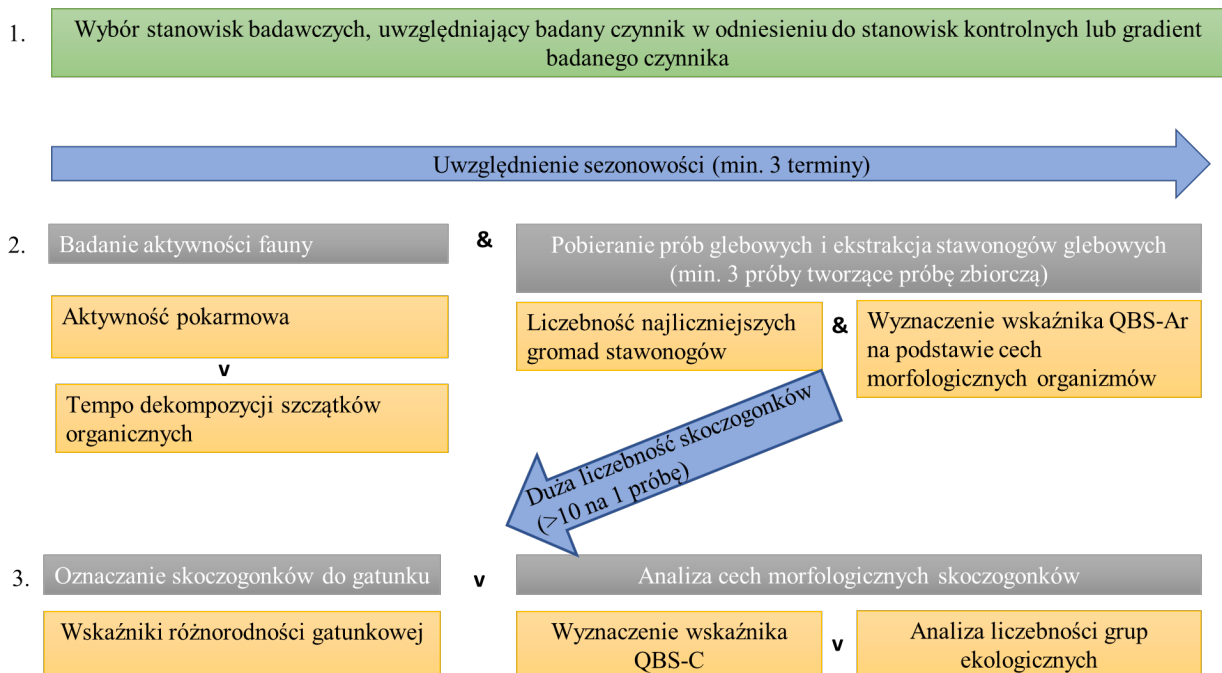 1.
Wybór stanowisk badawczych, uwzględniający badany czynnik w odniesieniu do stanowisk kontrolnych lub gradient
badanego czynnika
Uwzględnienie sezonowości (min. 3 terminy)
2.
Badanie aktywności fauny
&
Pobieranie prób glebowych i ekstrakcja stawonogów glebowych
(min. 3 próby tworzące próbę zbiorczą)
Aktywność pokarmowa
v
Tempo dekompozycji szczątków
organicznych
Liczebność najliczniejszych
gromad stawonogów
&
Wyznaczenie wskaźnika QBS-Ar
na podstawie cech
morfologicznych organizmów
Duża liczebność skoczogonków
(>10 na 1 próbę)
3.
Oznaczanie skoczogonków do gatunku
v
Analiza cech morfologicznych skoczogonków
Wskaźniki różnorodności gatunkowej
Wyznaczenie wskaźnika
QBS-C
v
Analiza liczebności grup
ekologicznych